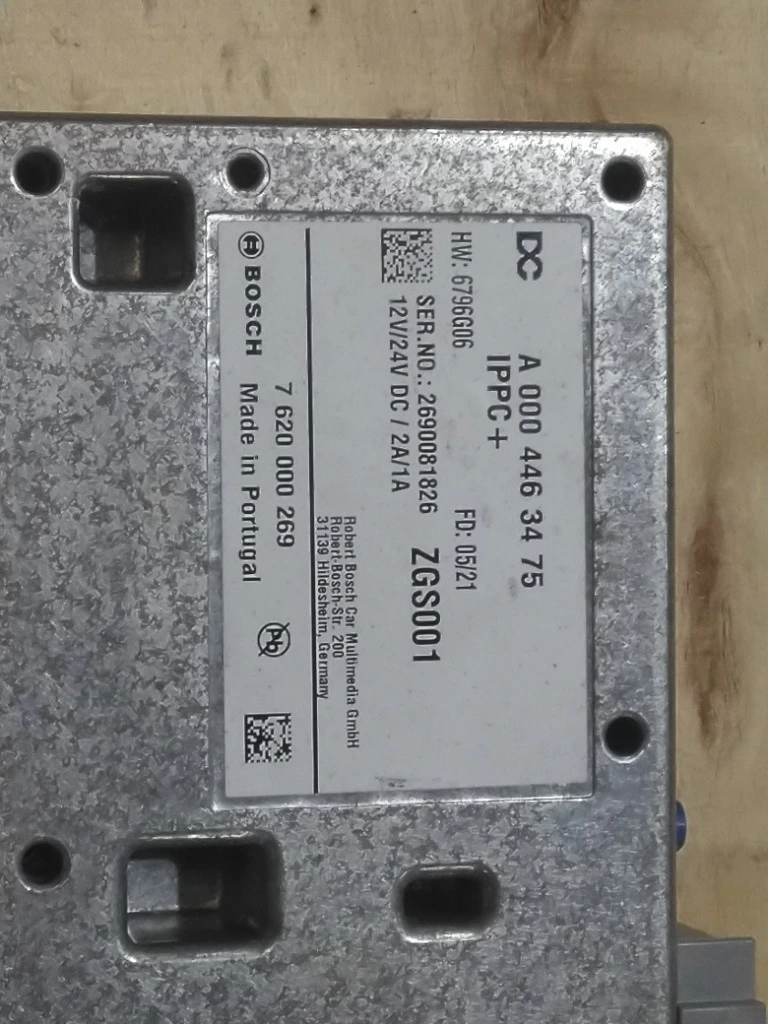 DC A 000 446 34 75
IPPC+
HW: 6796G06 FD: 05/21
SER.NO.: 2690081826 ZGS001
12V/24V DC / 2A/1A
Robert Bosch Car Multimedia GmbH
Robert-Bosch-Str. 200
31139 Hildesheim, Germany
7 620 000 269
BOSCH Made in Portugal
Pb